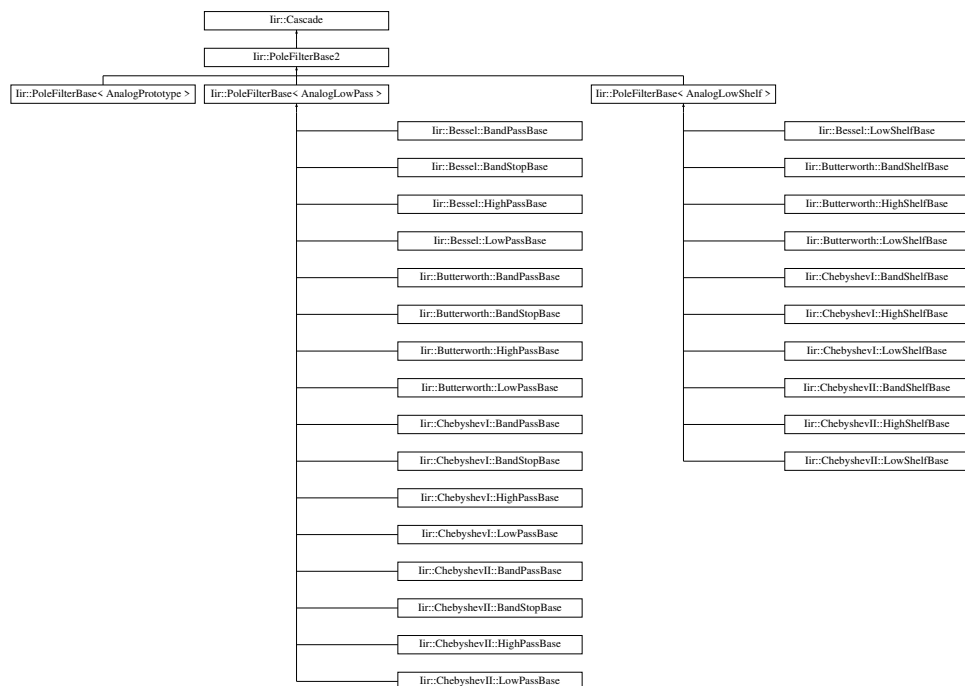 Iir::Cascade
Iir::PoleFilterBase2
Iir::PoleFilterBase< AnalogPrototype >
Iir::PoleFilterBase< AnalogLowPass >
Iir::PoleFilterBase< AnalogLowShelf >
Iir::Bessel::BandPassBase
Iir::Bessel::BandStopBase
Iir::Bessel::HighPassBase
Iir::Bessel::LowPassBase
Iir::Butterworth::BandPassBase
Iir::Butterworth::BandStopBase
Iir::Butterworth::HighPassBase
Iir::Butterworth::LowPassBase
Iir::ChebyshevI::BandPassBase
Iir::ChebyshevI::BandStopBase
Iir::ChebyshevI::HighPassBase
Iir::ChebyshevI::LowPassBase
Iir::ChebyshevII::BandPassBase
Iir::ChebyshevII::BandStopBase
Iir::ChebyshevII::HighPassBase
Iir::ChebyshevII::LowPassBase
Iir::Bessel::LowShelfBase
Iir::Butterworth::BandShelfBase
Iir::Butterworth::HighShelfBase
Iir::Butterworth::LowShelfBase
Iir::ChebyshevI::BandShelfBase
Iir::ChebyshevI::HighShelfBase
Iir::ChebyshevI::LowShelfBase
Iir::ChebyshevII::BandShelfBase
Iir::ChebyshevII::HighShelfBase
Iir::ChebyshevII::LowShelfBase